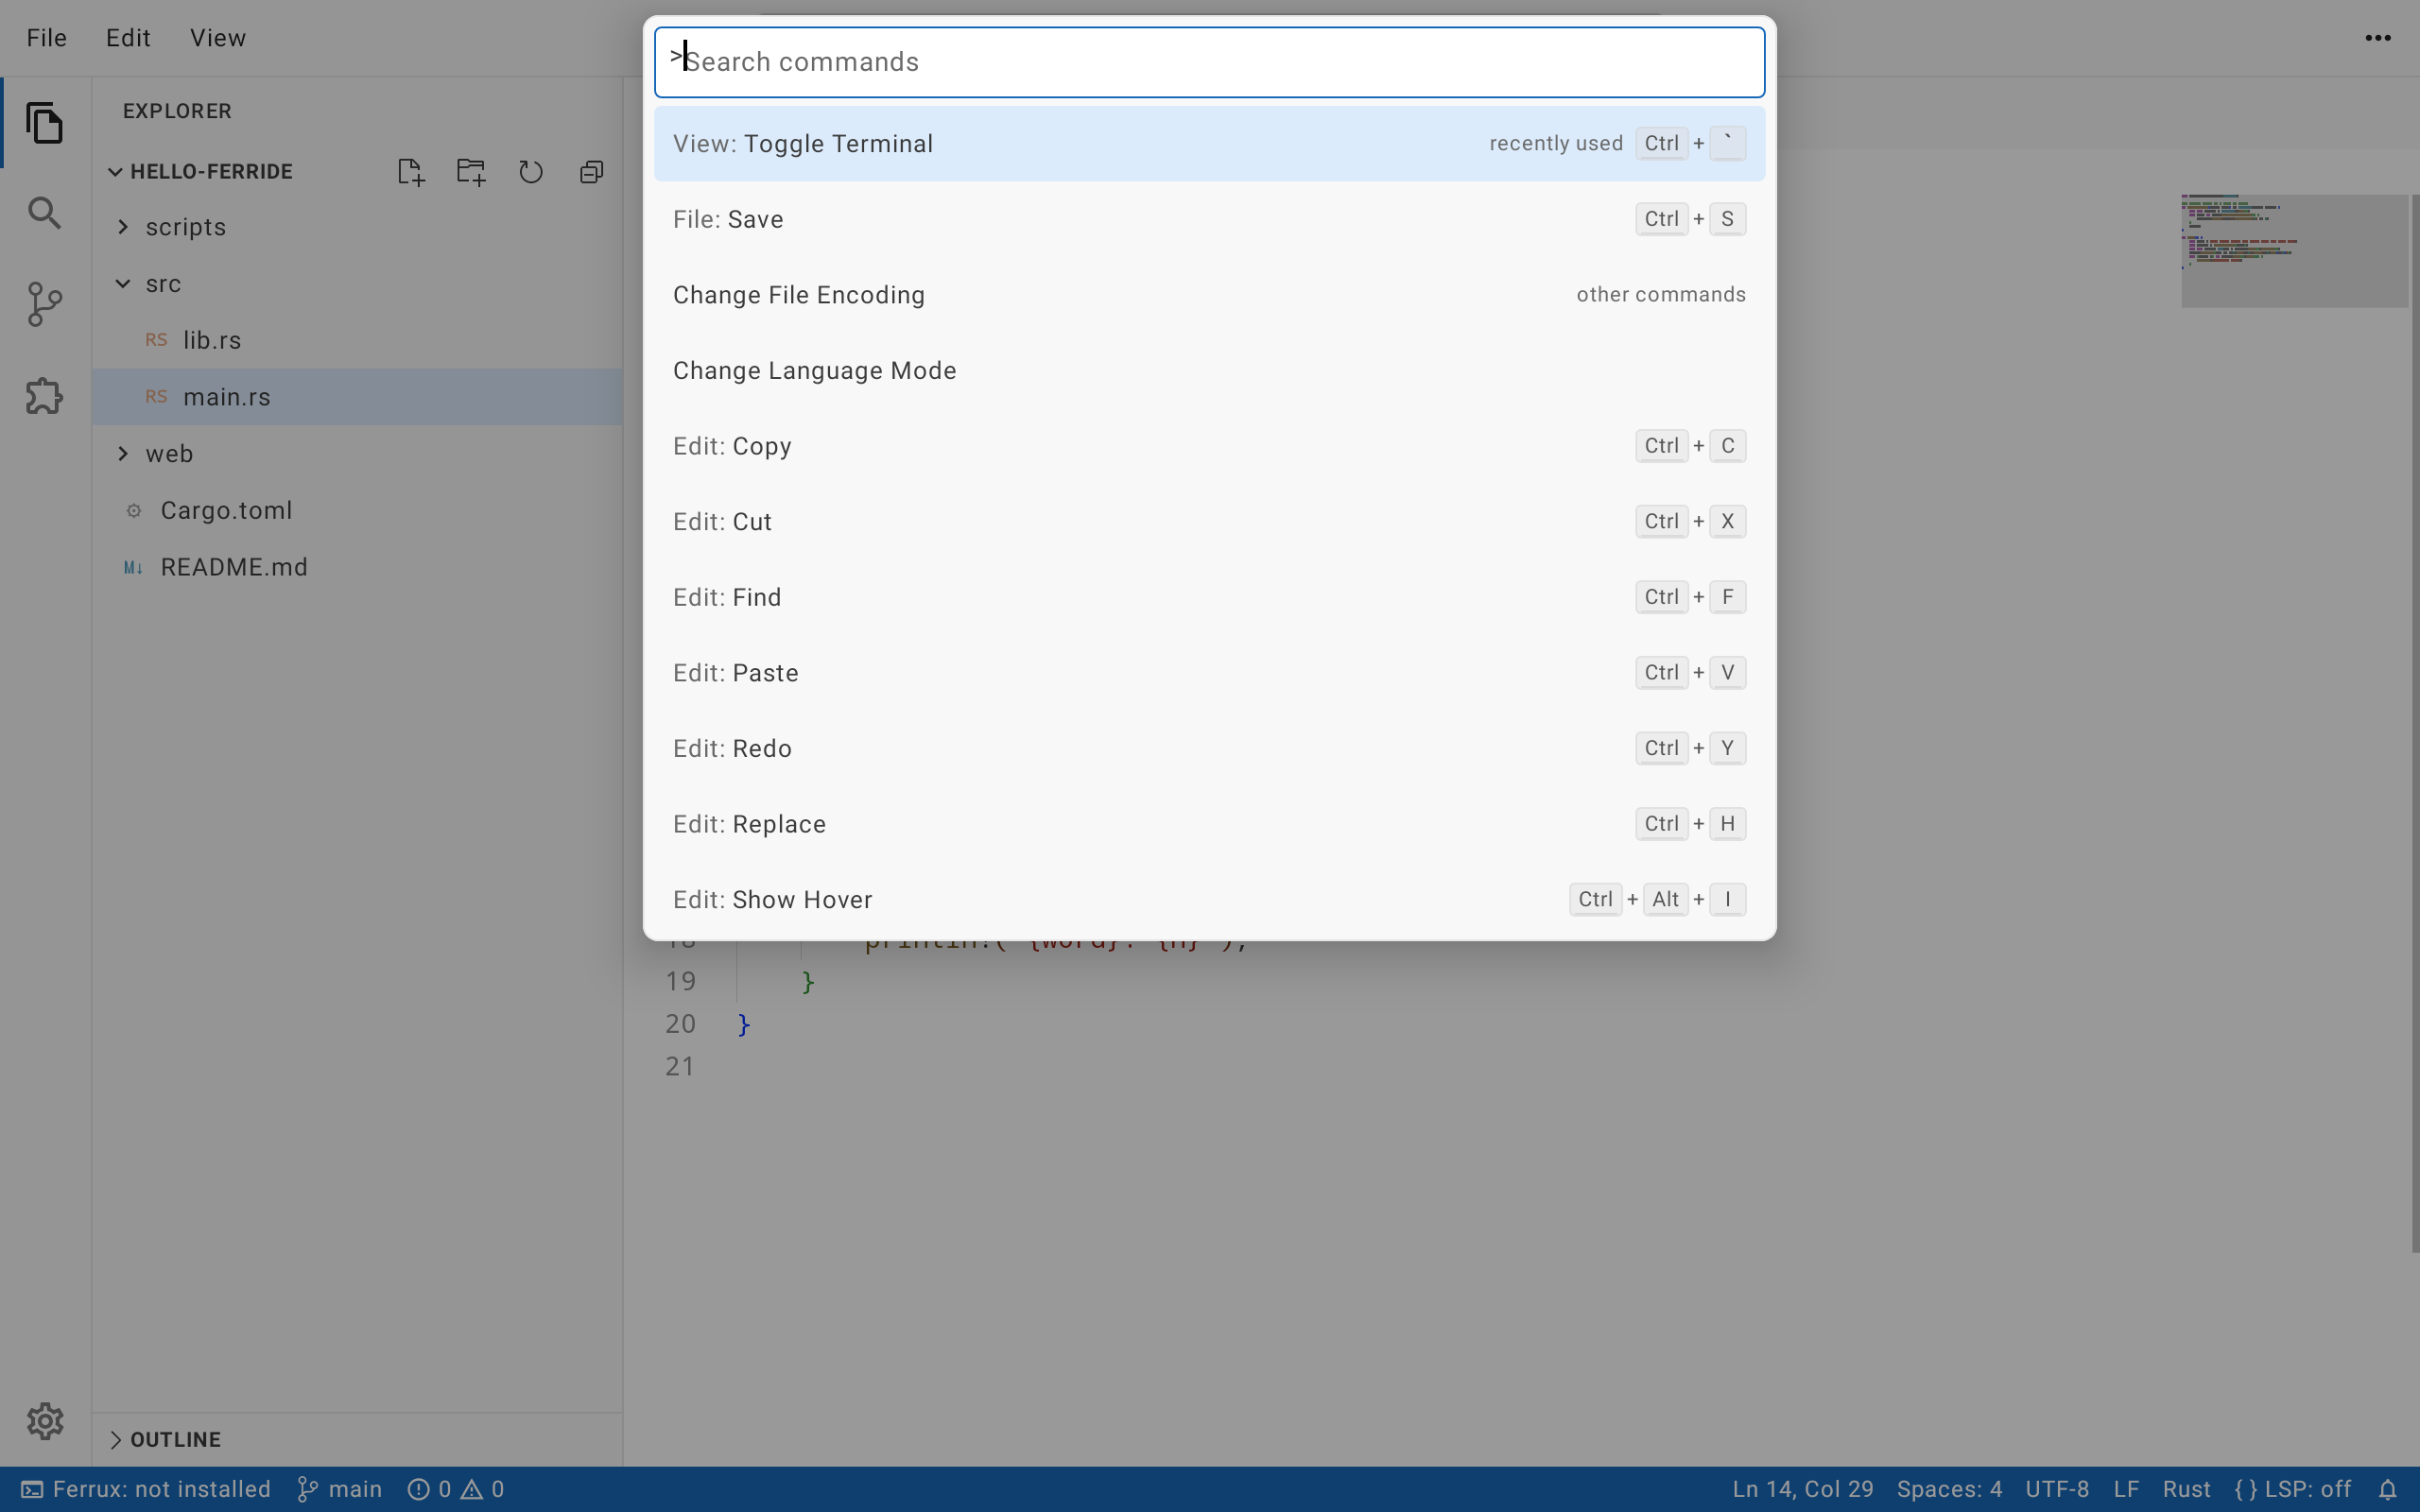 File Edit View
>Search commands
EXPLORER
HELLO-FERRIDE
scripts
src
RS lib.rs
RS main.rs
web
Cargo.toml
M↓ README.md
View: Toggle Terminal recently used Ctrl + `
File: Save Ctrl + S
Change File Encoding other commands
Change Language Mode
Edit: Copy Ctrl + C
Edit: Cut Ctrl + X
Edit: Find Ctrl + F
Edit: Paste Ctrl + V
Edit: Redo Ctrl + Y
Edit: Replace Ctrl + H
Edit: Show Hover Ctrl + Alt + I
18 println!("{word}: {n}");
19 }
20 }
21
OUTLINE
Ferrux: not installed main 0 0 Ln 14, Col 29 Spaces: 4 UTF-8 LF Rust { } LSP: off